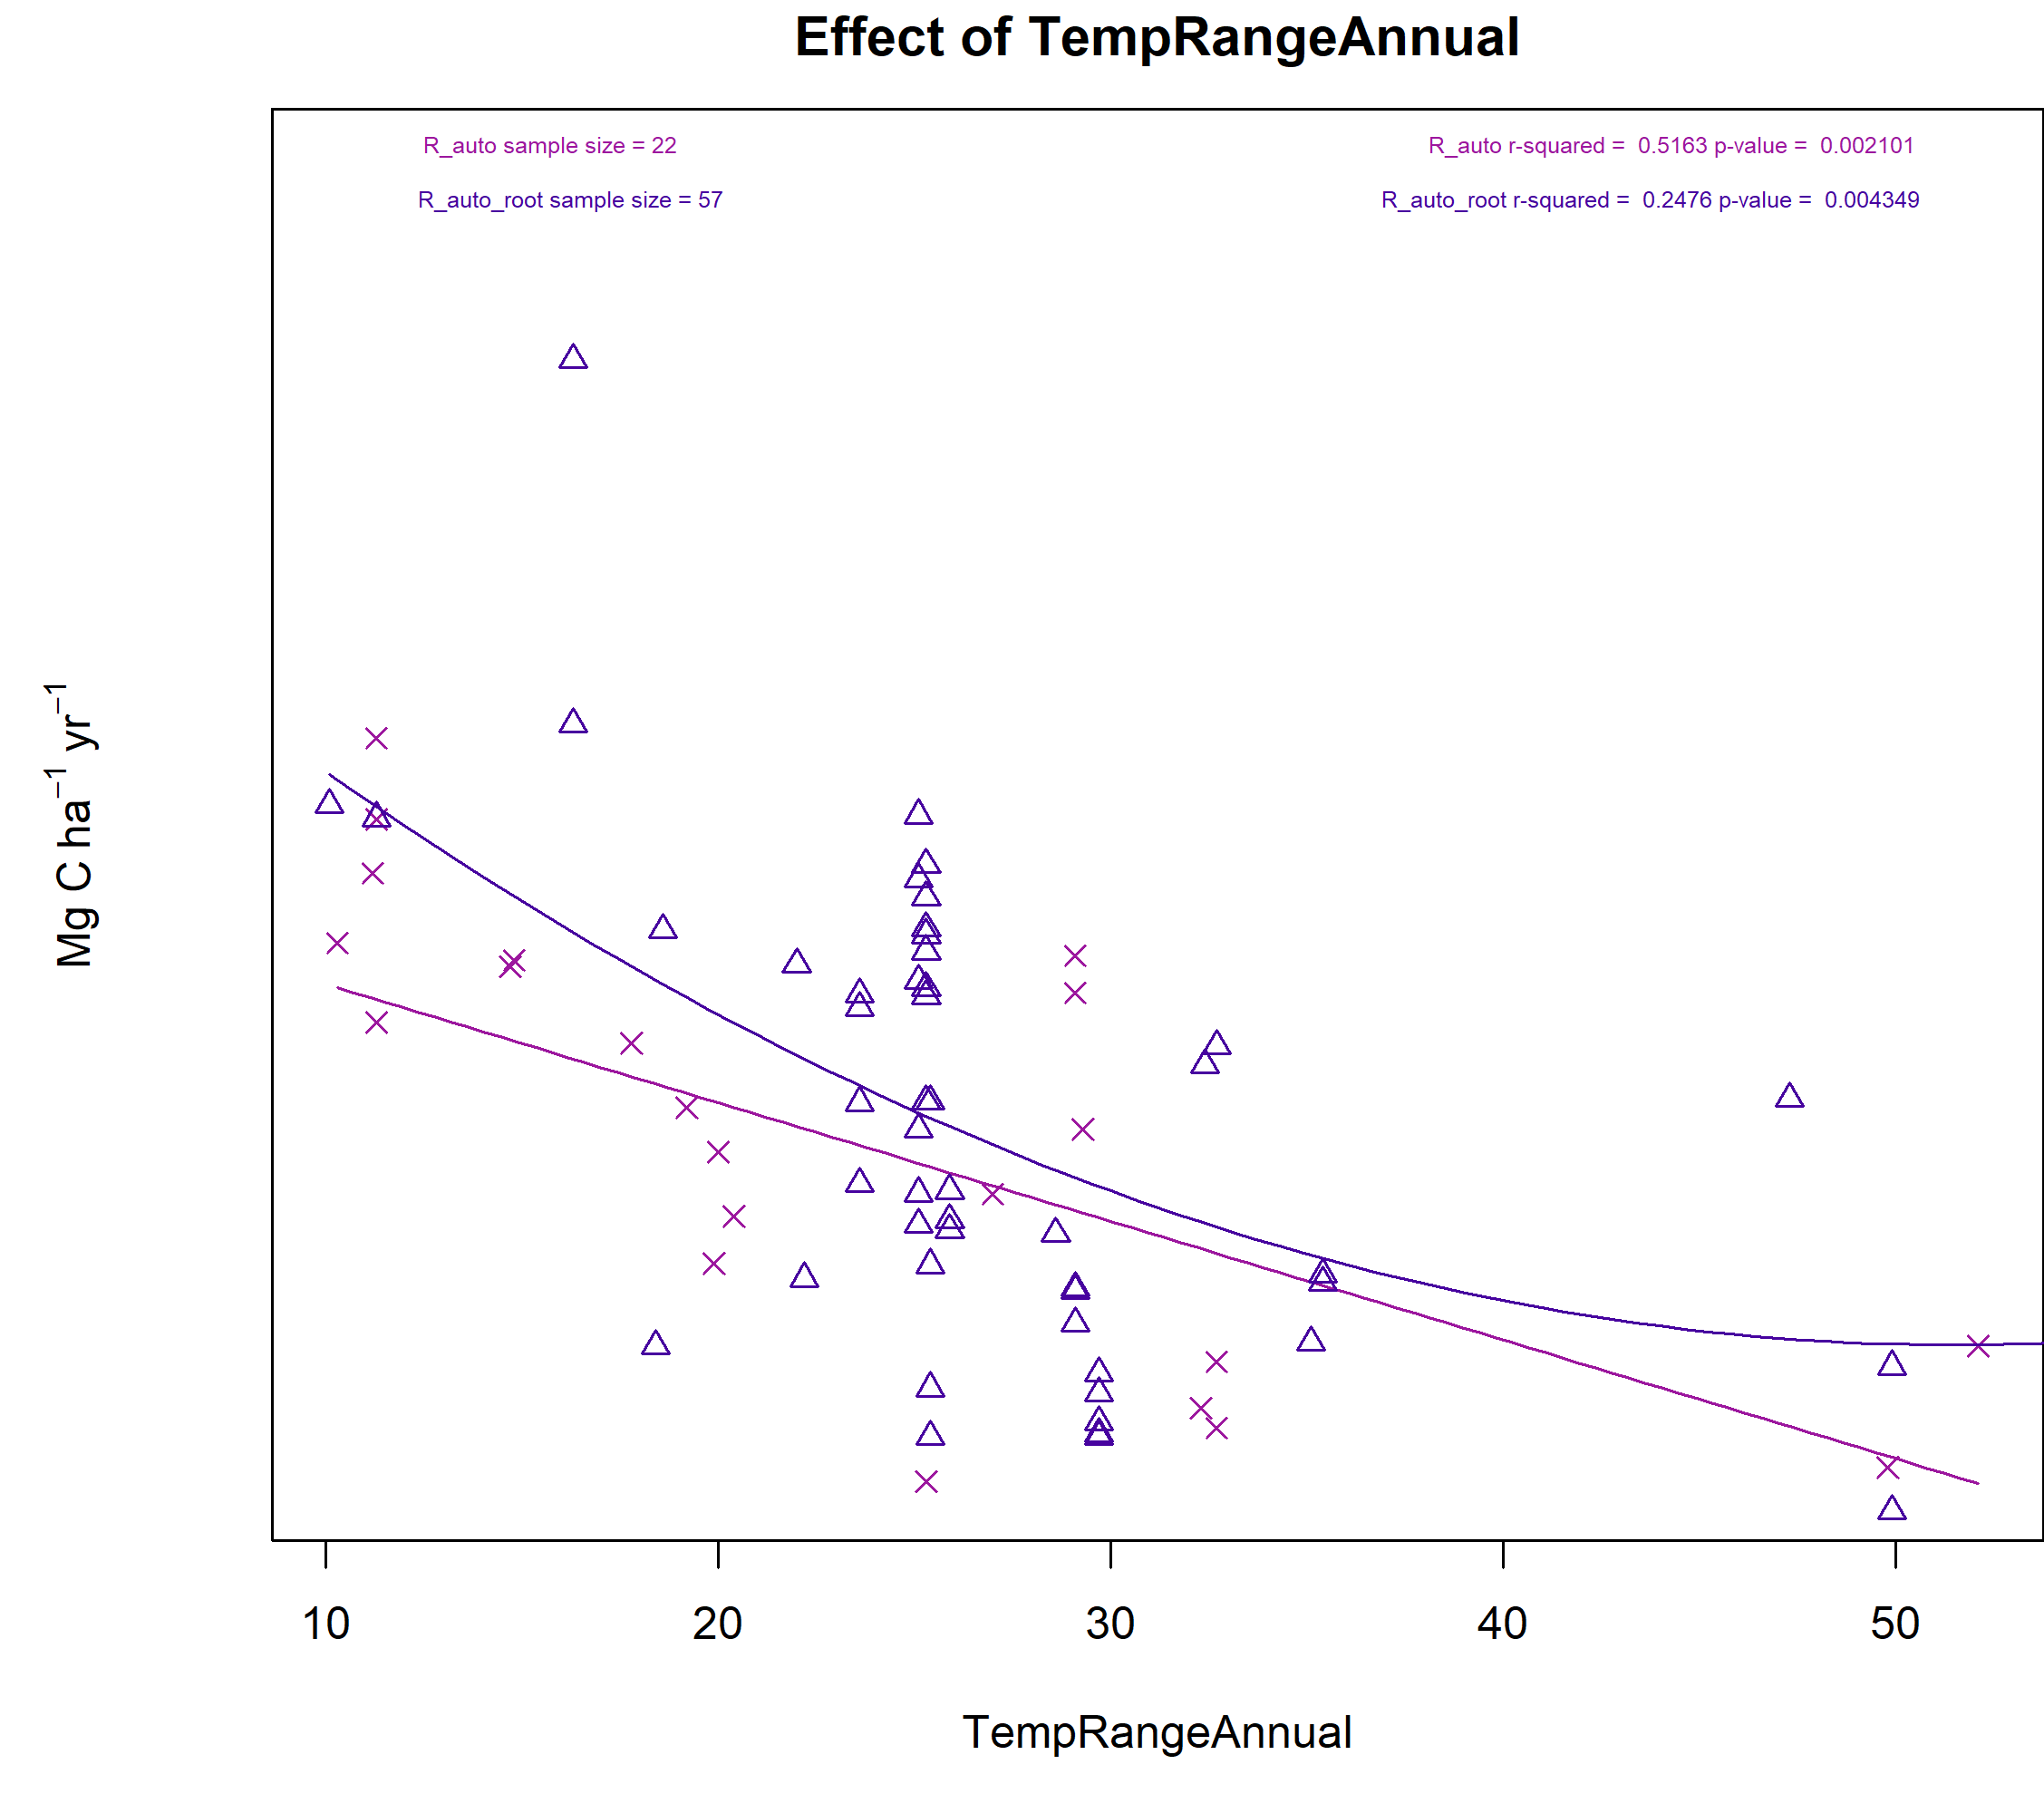 Effect of TempRangeAnnual
R_auto sample size = 22
R_auto r-squared =  0.5163 p-value =  0.002101
R_auto_root sample size = 57
R_auto_root r-squared =  0.2476 p-value =  0.004349
Mg C ha⁻¹ yr⁻¹
10 20 30 40 50
TempRangeAnnual